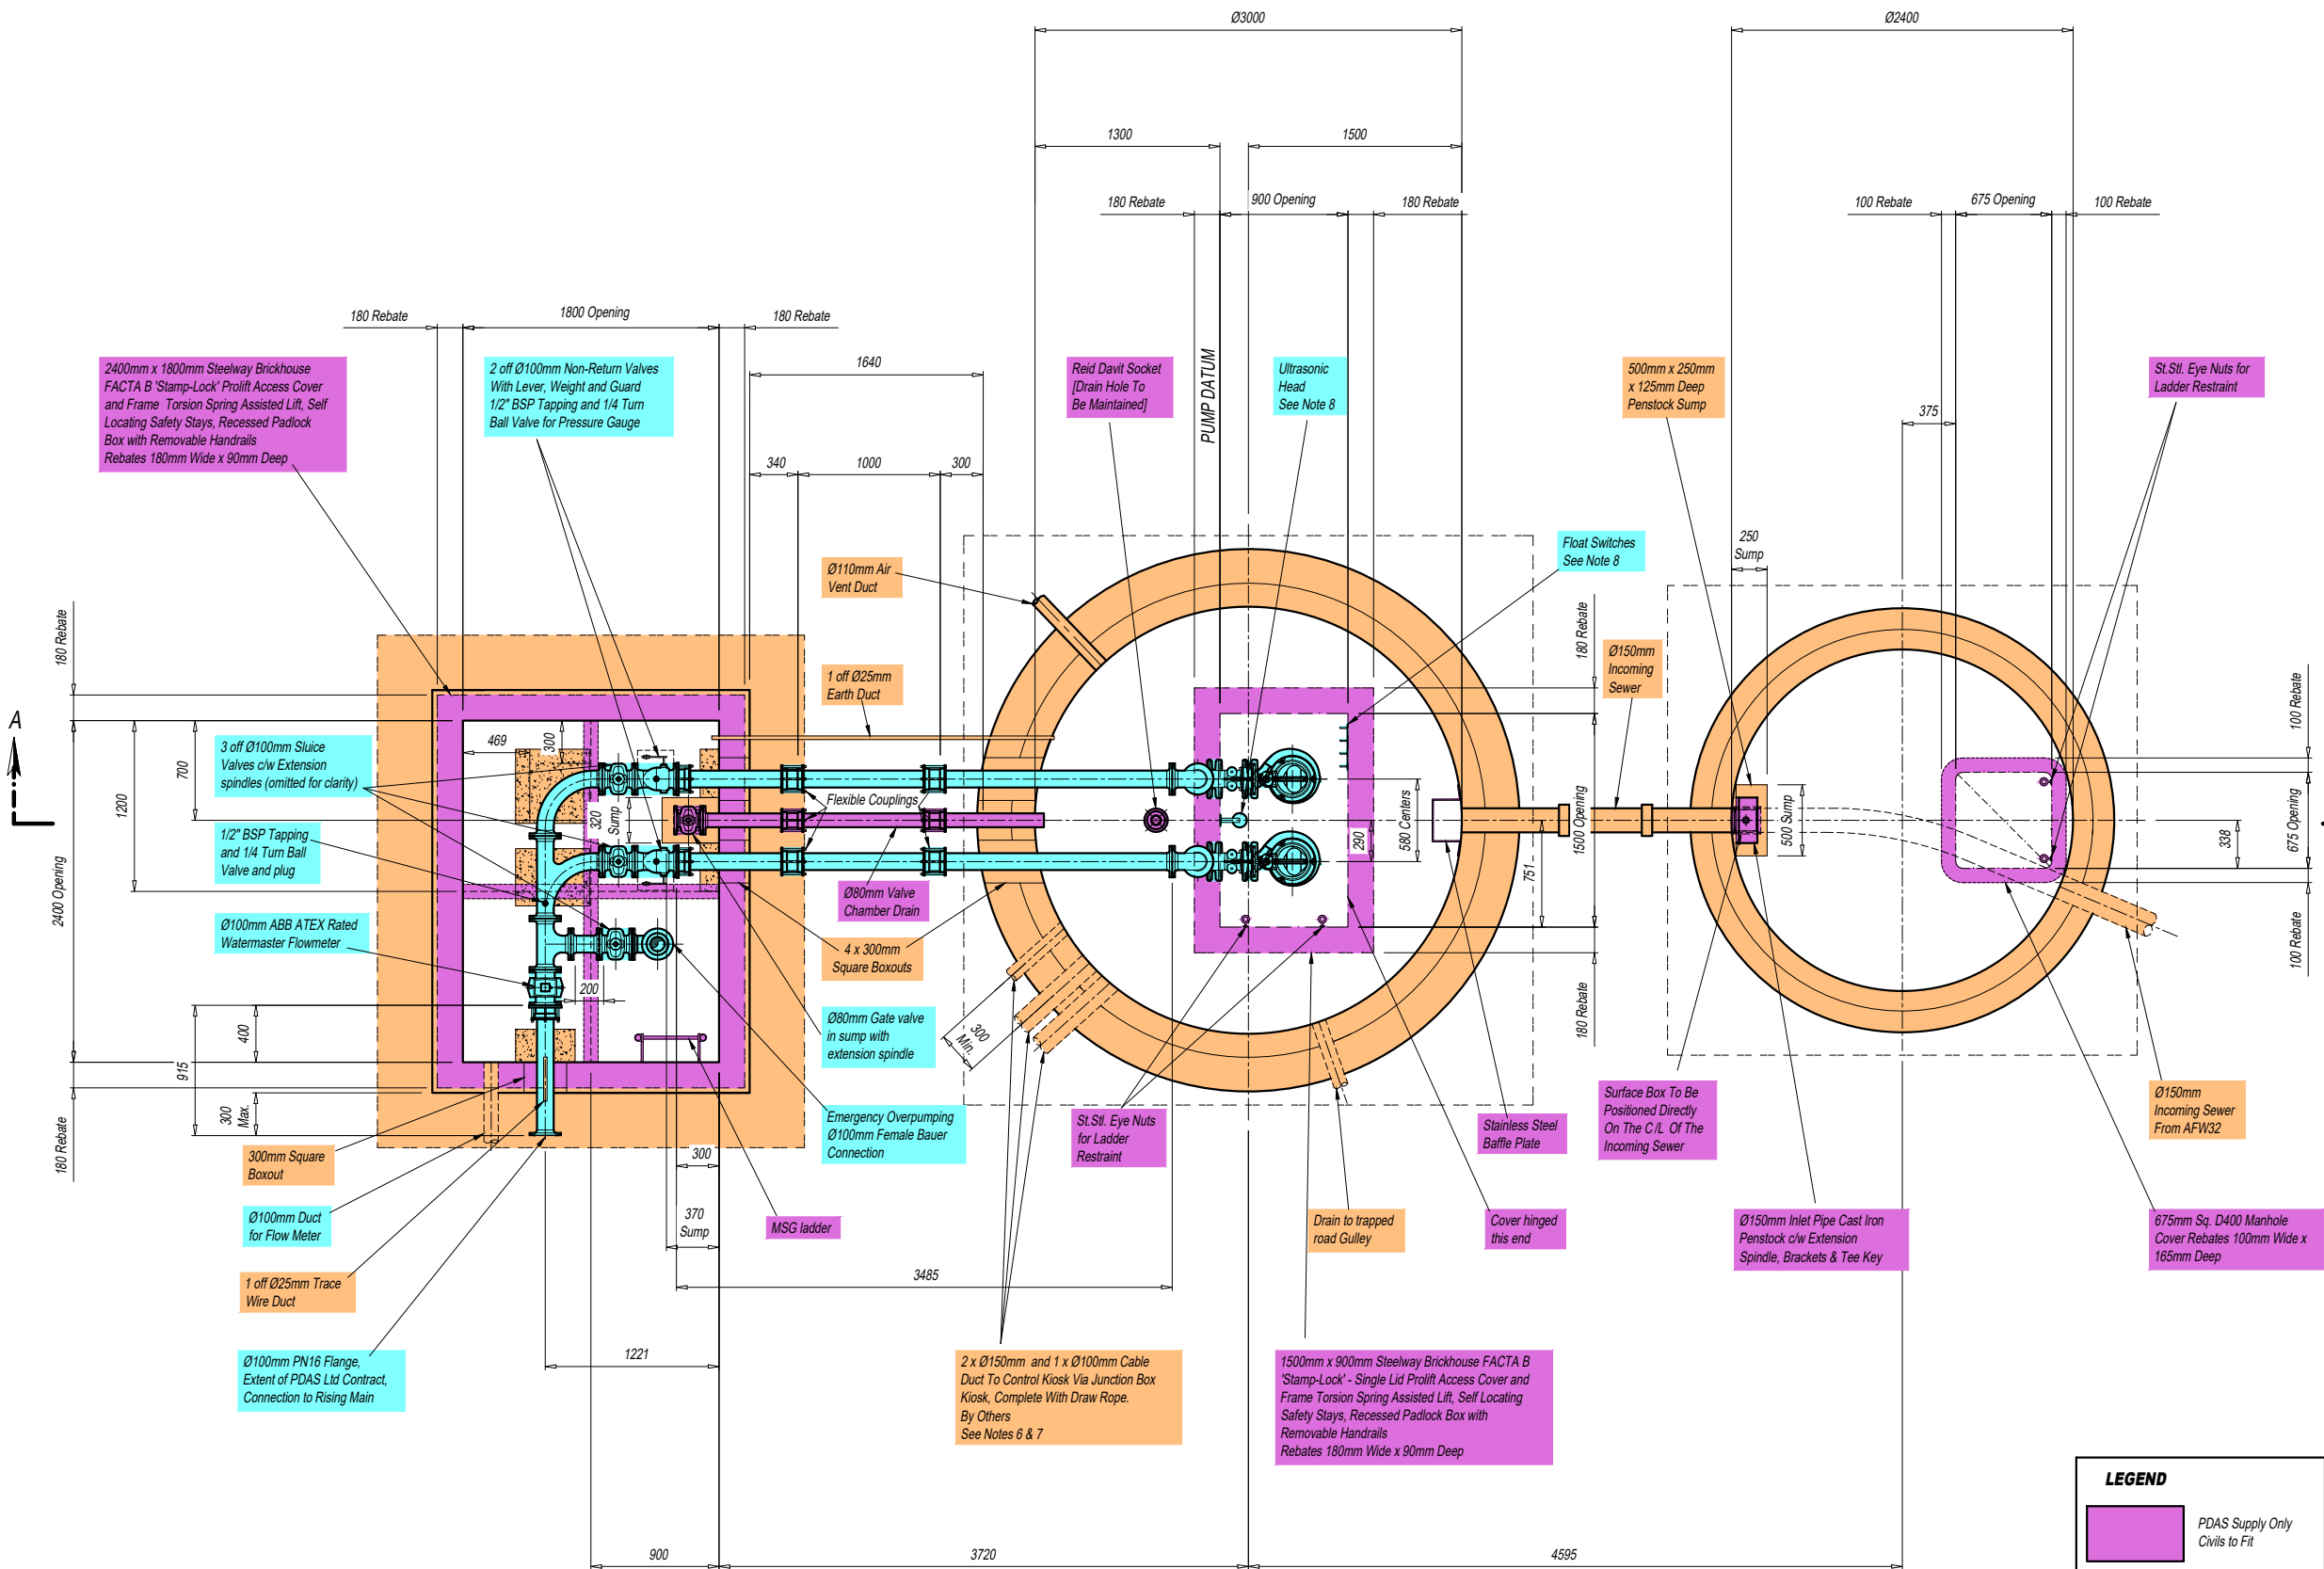 Ø3000
Ø2400
1300
1500
180 Rebate
900 Opening
180 Rebate
100 Rebate
675 Opening
100 Rebate
180 Rebate
1800 Opening
180 Rebate
1640
375
340
1000
300
2400mm x 1800mm Steelway Brickhouse
FACTA B 'Stamp-Lock' Prolift Access Cover
and Frame Torsion Spring Assisted Lift, Self
Locating Safety Stays, Recessed Padlock
Box with Removable Handrails
Rebates 180mm Wide x 90mm Deep
2 off Ø100mm Non-Return Valves
With Lever, Weight and Guard
1/2" BSP Tapping and 1/4 Turn
Ball Valve for Pressure Gauge
Reid Davit Socket
[Drain Hole To
Be Maintained]
PUMP DATUM
Ultrasonic
Head
See Note 8
500mm x 250mm
x 125mm Deep
Penstock Sump
St.Stl. Eye Nuts for
Ladder Restraint
250
Sump
Float Switches
See Note 8
Ø110mm Air
Vent Duct
1 off Ø25mm
Earth Duct
Ø150mm
Incoming
Sewer
180 Rebate
180 Rebate
100 Rebate
A
3 off Ø100mm Sluice
Valves c/w Extension
spindles (omitted for clarity)
469
300
700
1200
2400 Opening
320
Sump
Flexible Couplings
290
580 Centers
751
1500 Opening
500 Sump
338
675 Opening
100 Rebate
1/2" BSP Tapping
and 1/4 Turn Ball
Valve and plug
Ø80mm Valve
Chamber Drain
Ø100mm ABB ATEX Rated
Watermaster Flowmeter
4 x 300mm
Square Boxouts
200
400
915
300
Max.
180 Rebate
Ø80mm Gate valve
in sump with
extension spindle
300
Min.
180 Rebate
Emergency Overpumping
Ø100mm Female Bauer
Connection
St.Stl. Eye Nuts
for Ladder
Restraint
Stainless Steel
Baffle Plate
Surface Box To Be
Positioned Directly
On The C/L Of The
Incoming Sewer
Ø150mm
Incoming Sewer
From AFW32
300mm Square
Boxout
300
Ø100mm Duct
for Flow Meter
370
Sump
MSG ladder
Drain to trapped
road Gulley
Cover hinged
this end
Ø150mm Inlet Pipe Cast Iron
Penstock c/w Extension
Spindle, Brackets & Tee Key
675mm Sq. D400 Manhole
Cover Rebates 100mm Wide x
165mm Deep
1 off Ø25mm Trace
Wire Duct
3485
Ø100mm PN16 Flange,
Extent of PDAS Ltd Contract,
Connection to Rising Main
1221
2 x Ø150mm and 1 x Ø100mm Cable
Duct To Control Kiosk Via Junction Box
Kiosk, Complete With Draw Rope.
By Others
See Notes 6 & 7
1500mm x 900mm Steelway Brickhouse FACTA B
'Stamp-Lock' - Single Lid Prolift Access Cover and
Frame Torsion Spring Assisted Lift, Self Locating
Safety Stays, Recessed Padlock Box with
Removable Handrails
Rebates 180mm Wide x 90mm Deep
900
3720
4595
LEGEND
PDAS Supply Only
Civils to Fit